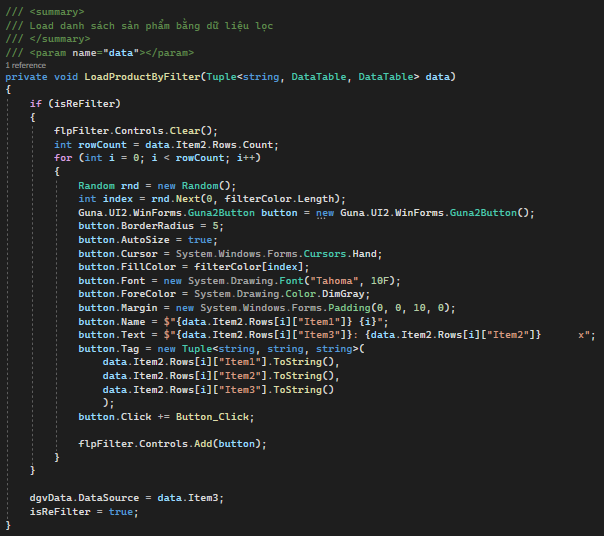 /// <summary>
/// Load danh sách sản phẩm bằng dữ liệu lọc
/// </summary>
/// <param name="data"></param>
1 reference
private void LoadProductByFilter(Tuple<string, DataTable, DataTable> data)
{
    if (isReFilter)
    {
        flpFilter.Controls.Clear();
        int rowCount = data.Item2.Rows.Count;
        for (int i = 0; i < rowCount; i++)
        {
            Random rnd = new Random();
            int index = rnd.Next(0, filterColor.Length);
            Guna.UI2.WinForms.Guna2Button button = new Guna.UI2.WinForms.Guna2Button();
            button.BorderRadius = 5;
            button.AutoSize = true;
            button.Cursor = System.Windows.Forms.Cursors.Hand;
            button.FillColor = filterColor[index];
            button.Font = new System.Drawing.Font("Tahoma", 10F);
            button.ForeColor = System.Drawing.Color.DimGray;
            button.Margin = new System.Windows.Forms.Padding(0, 0, 10, 0);
            button.Name = $"{data.Item2.Rows[i]["Item1"]} {i}";
            button.Text = $"{data.Item2.Rows[i]["Item3"]}: {data.Item2.Rows[i]["Item2"]}      x";
            button.Tag = new Tuple<string, string, string>(
                data.Item2.Rows[i]["Item1"].ToString(),
                data.Item2.Rows[i]["Item2"].ToString(),
                data.Item2.Rows[i]["Item3"].ToString()
                );
            button.Click += Button_Click;

            flpFilter.Controls.Add(button);
        }
    }

    dgvData.DataSource = data.Item3;
    isReFilter = true;
}